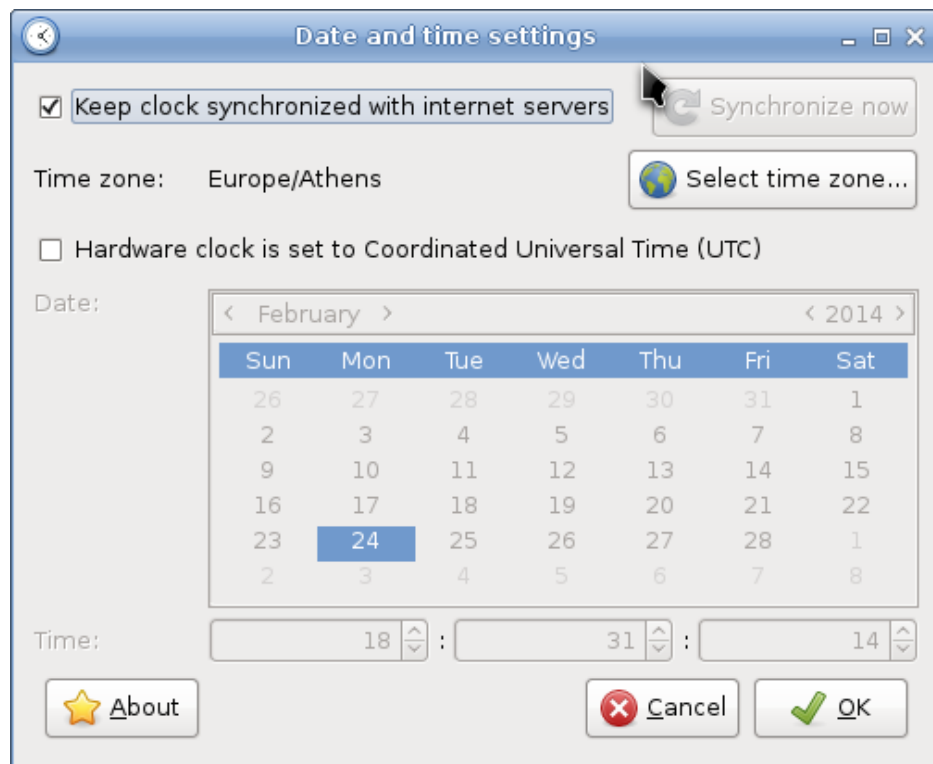 Date and time settings
Keep clock synchronized with internet servers Synchronize now
Time zone: Europe/Athens Select time zone...
Hardware clock is set to Coordinated Universal Time (UTC)
Date: < February > < 2014 >
Sun Mon Tue Wed Thu Fri Sat
26 27 28 29 30 31 1
2 3 4 5 6 7 8
9 10 11 12 13 14 15
16 17 18 19 20 21 22
23 24 25 26 27 28 1
2 3 4 5 6 7 8
Time: 18 : 31 : 14
About Cancel OK